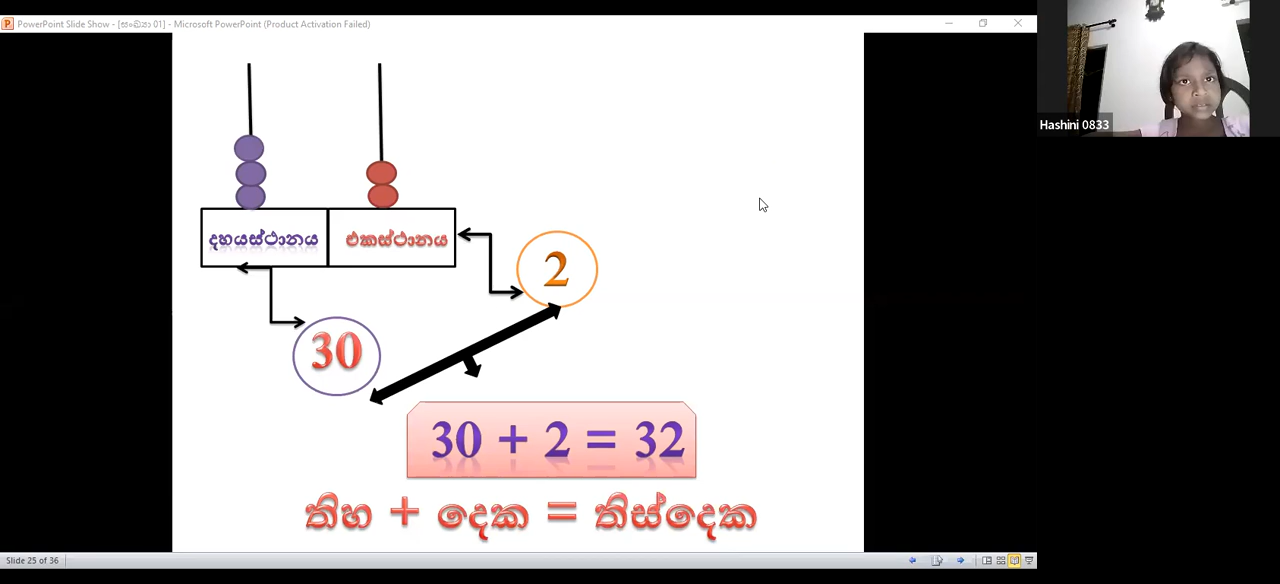 PowerPoint Slide Show - [සංඛ්‍යා 01] - Microsoft PowerPoint (Product Activation Failed)
Hashini 0833
දහයස්ථානය එකස්ථානය
2
30
30 + 2 = 32
තිහ + දෙක = තිස්දෙක
Slide 25 of 36